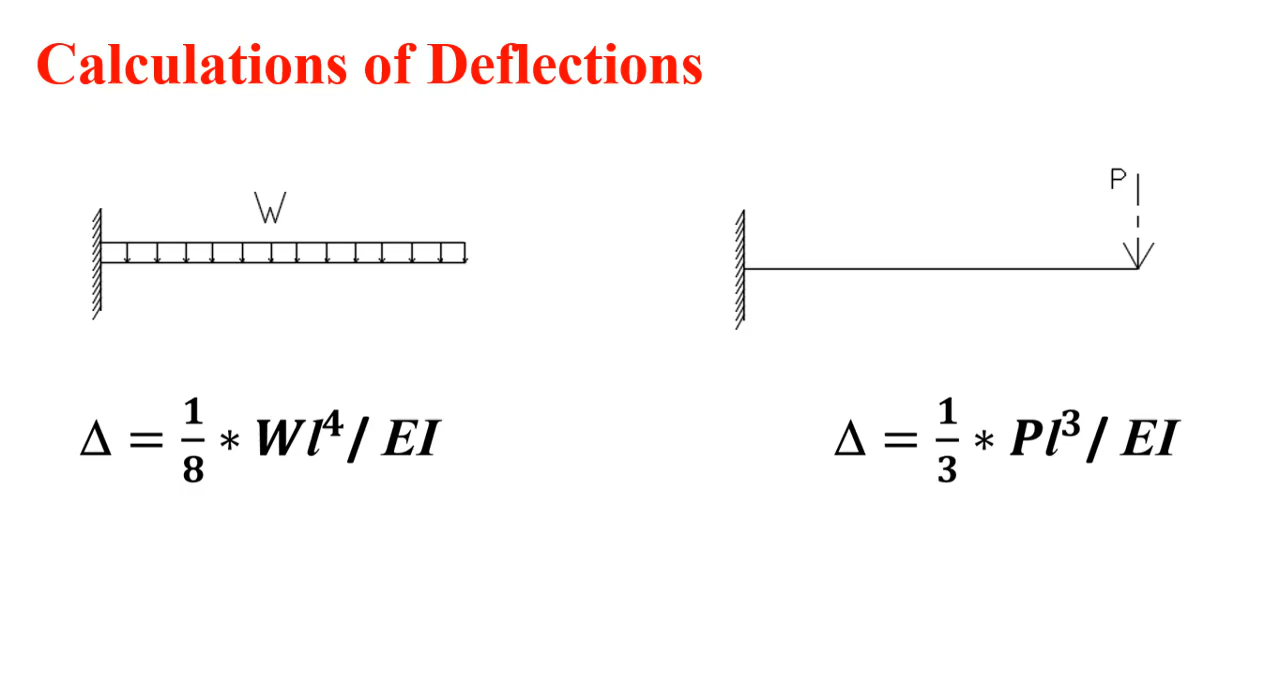 Calculations of Deflections
W
P
Δ = 1/8 * Wl⁴/ EI
Δ = 1/3 * Pl³/ EI